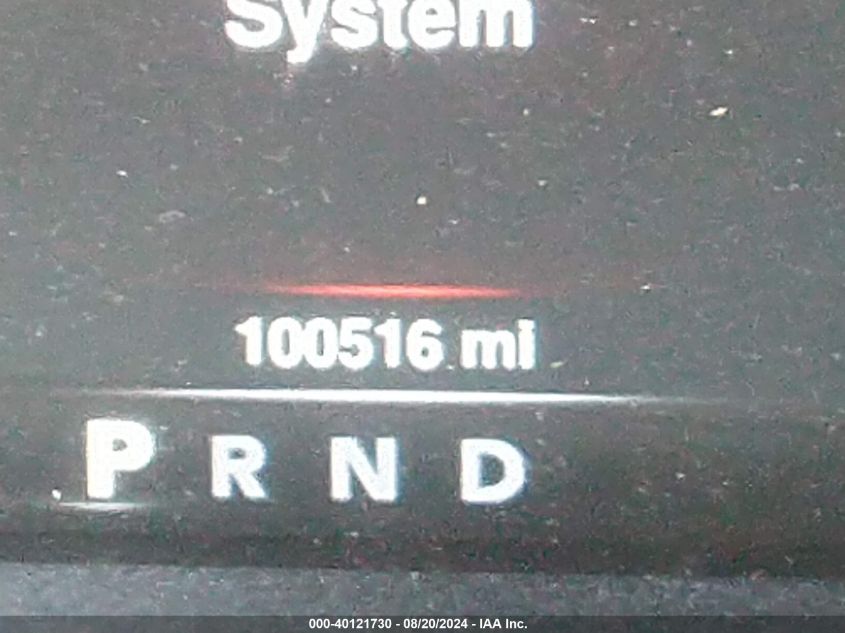 System
100516 mi
P R N D
000-40121730 - 08/20/2024 - IAA Inc.